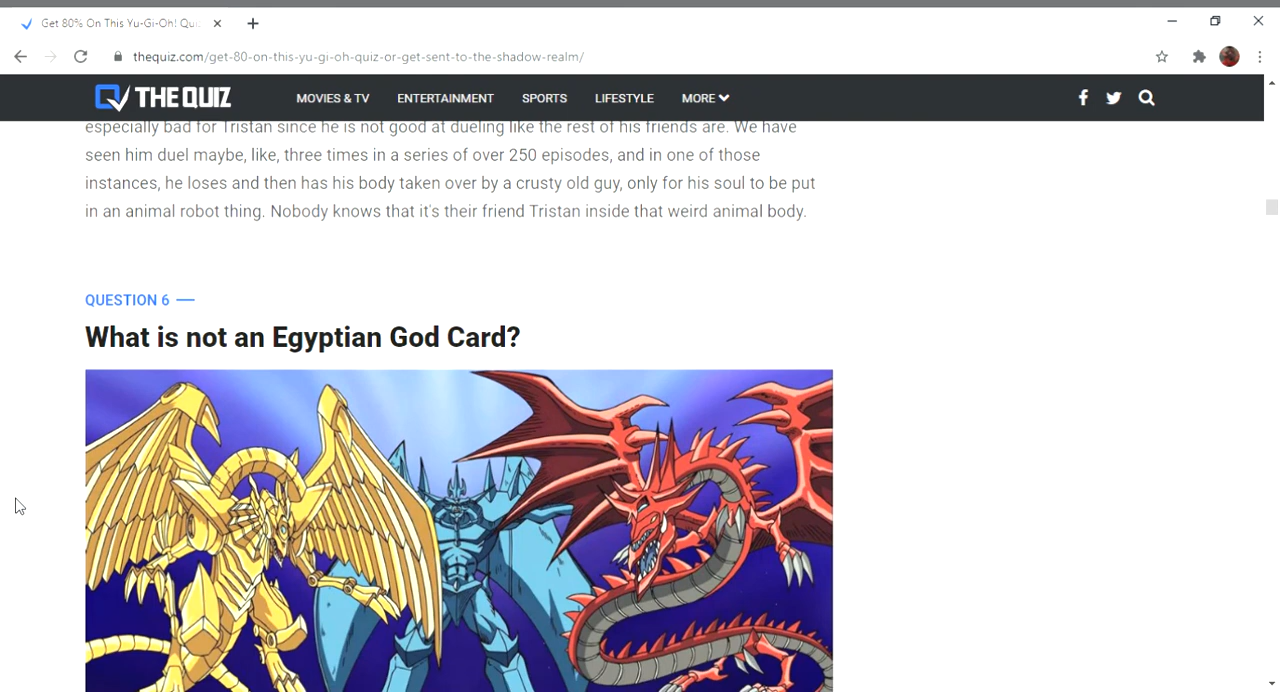 Get 80% On This Yu-Gi-Oh! Qui
thequiz.com/get-80-on-this-yu-gi-oh-quiz-or-get-sent-to-the-shadow-realm/
THE QUIZ MOVIES & TV ENTERTAINMENT SPORTS LIFESTYLE MORE
especially bad for Tristan since he is not good at dueling like the rest of his friends are. We have
seen him duel maybe, like, three times in a series of over 250 episodes, and in one of those
instances, he loses and then has his body taken over by a crusty old guy, only for his soul to be put
in an animal robot thing. Nobody knows that it's their friend Tristan inside that weird animal body.
QUESTION 6
What is not an Egyptian God Card?